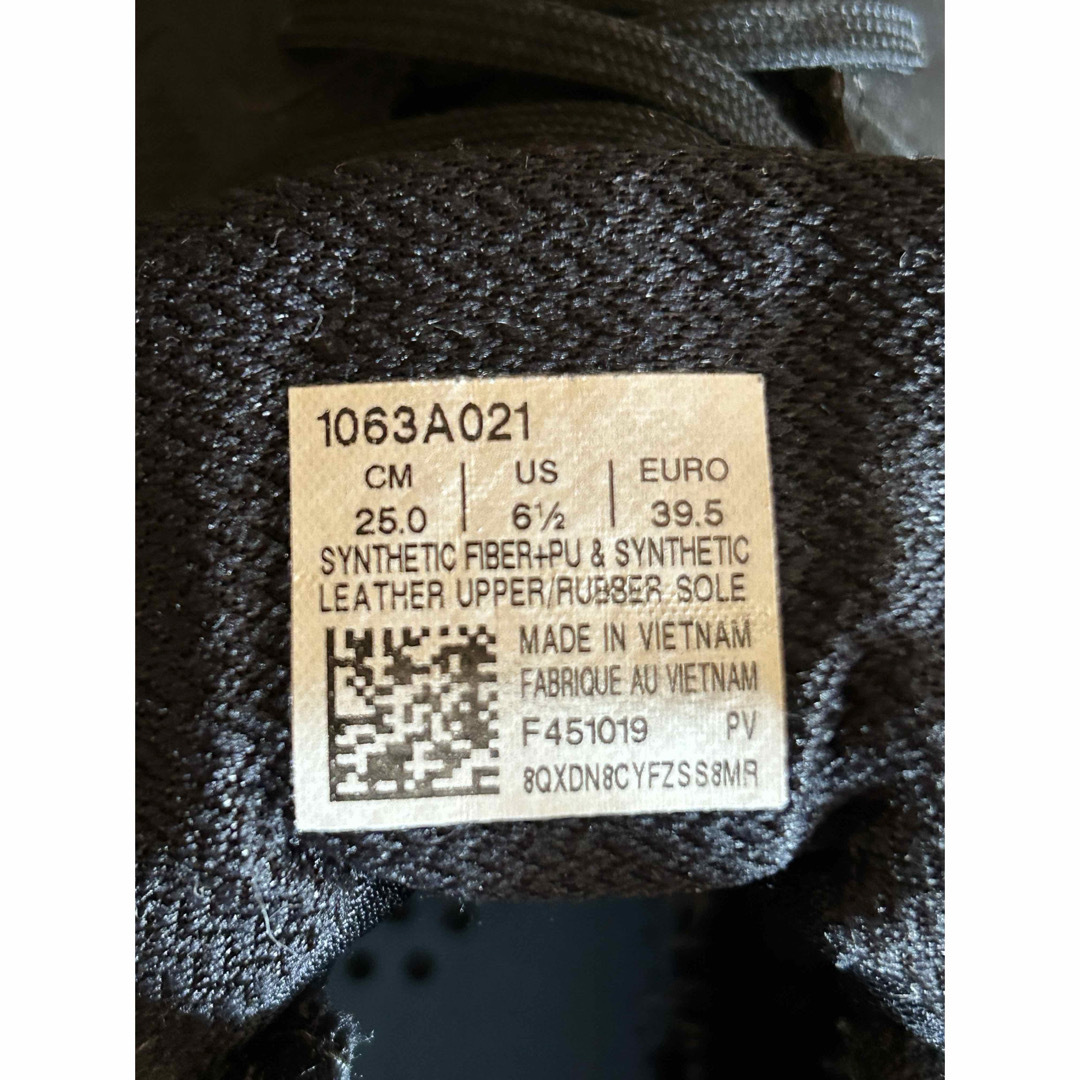 1063A021
CM | US | EURO
25.0 | 6½ | 39.5
SYNTHETIC FIBER+PU & SYNTHETIC
LEATHER UPPER/RUBBER SOLE
MADE IN VIETNAM
FABRIQUE AU VIETNAM
F451019 PV
8QXDN8CYFZSS8MR